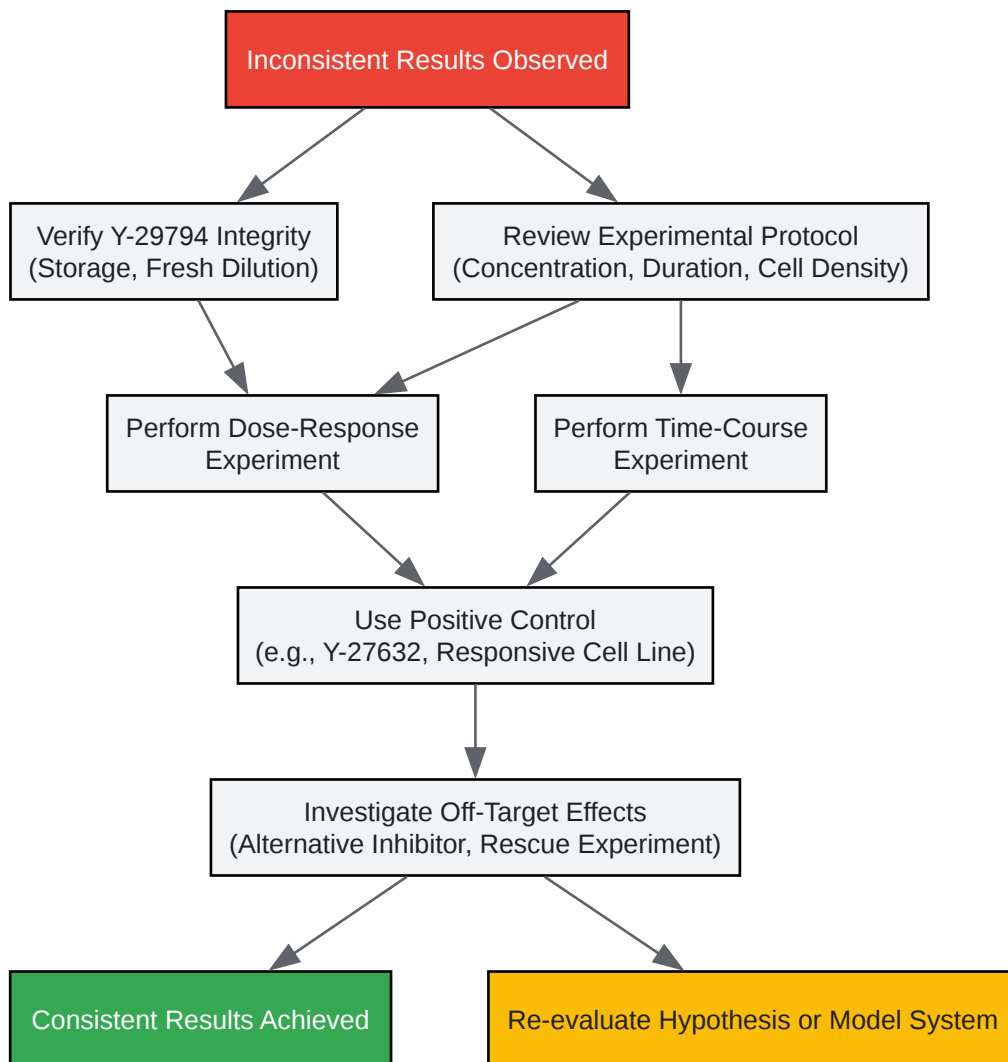 Inconsistent Results Observed
Verify Y-29794 Integrity
(Storage, Fresh Dilution)
Review Experimental Protocol
(Concentration, Duration, Cell Density)
Perform Dose-Response
Experiment
Perform Time-Course
Experiment
Use Positive Control
(e.g., Y-27632, Responsive Cell Line)
Investigate Off-Target Effects
(Alternative Inhibitor, Rescue Experiment)
Consistent Results Achieved
Re-evaluate Hypothesis or Model System